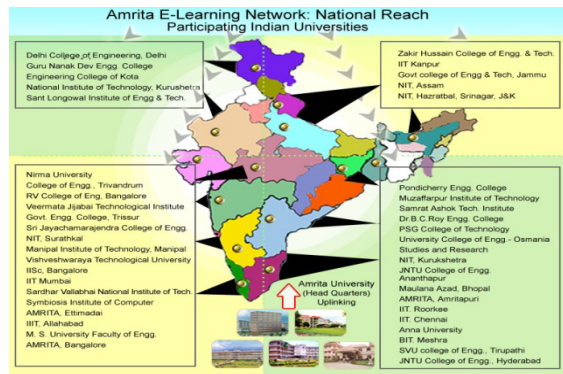 Amrita E-Learning Network: National Reach
Participating Indian Universities
Delhi College of Engineering, Delhi
Guru Nanak Dev Engg. College
Engineering College of Kota
National Institute of Technology, Kurushetra
Sant Longowal Institute of Engg & Tech.
Zakir Hussain College of Engg. & Tech.
IIT Kanpur
Govt college of Engg & Tech, Jammu
NIT, Assam
NIT, Hazratbal, Srinagar, J&K
Nirma University
College of Engg., Trivandrum
RV College of Eng, Bangalore
Veermata Jijabai Technological Institute
Govt. Engg. College, Trissur
Sri Jayachamarajendra College of Engg.
NIT, Surathkal
Manipal Institute of Technology, Manipal
Vishveshwaraya Technological University
IISc, Bangalore
IIT Mumbai
Sardhar Vallabhai National Institute of Tech.
Symbiosis Institute of Computer
AMRITA, Ettimadai
IIIT, Allahabad
M. S. University Faculty of Engg.
AMRITA, Bangalore
Amrita University
(Head Quarters)
Uplinking
Pondicherry Engg. College
Muzaffarpur Institute of Technology
Samrat Ashok Tech. Institute
Dr.B.C.Roy Engg. College
PSG College of Technology
University College of Engg.- Osmania
Studies and Research
NIT, Kurukshetra
JNTU College of Engg.
Ananthapur
Maulana Azad, Bhopal
AMRITA, Amritapuri
IIT. Roorkee
IIT. Chennai
Anna University
BIT. Meshra
SVU college of Engg., Tirupathi
JNTU College of Engg., Hyderabad